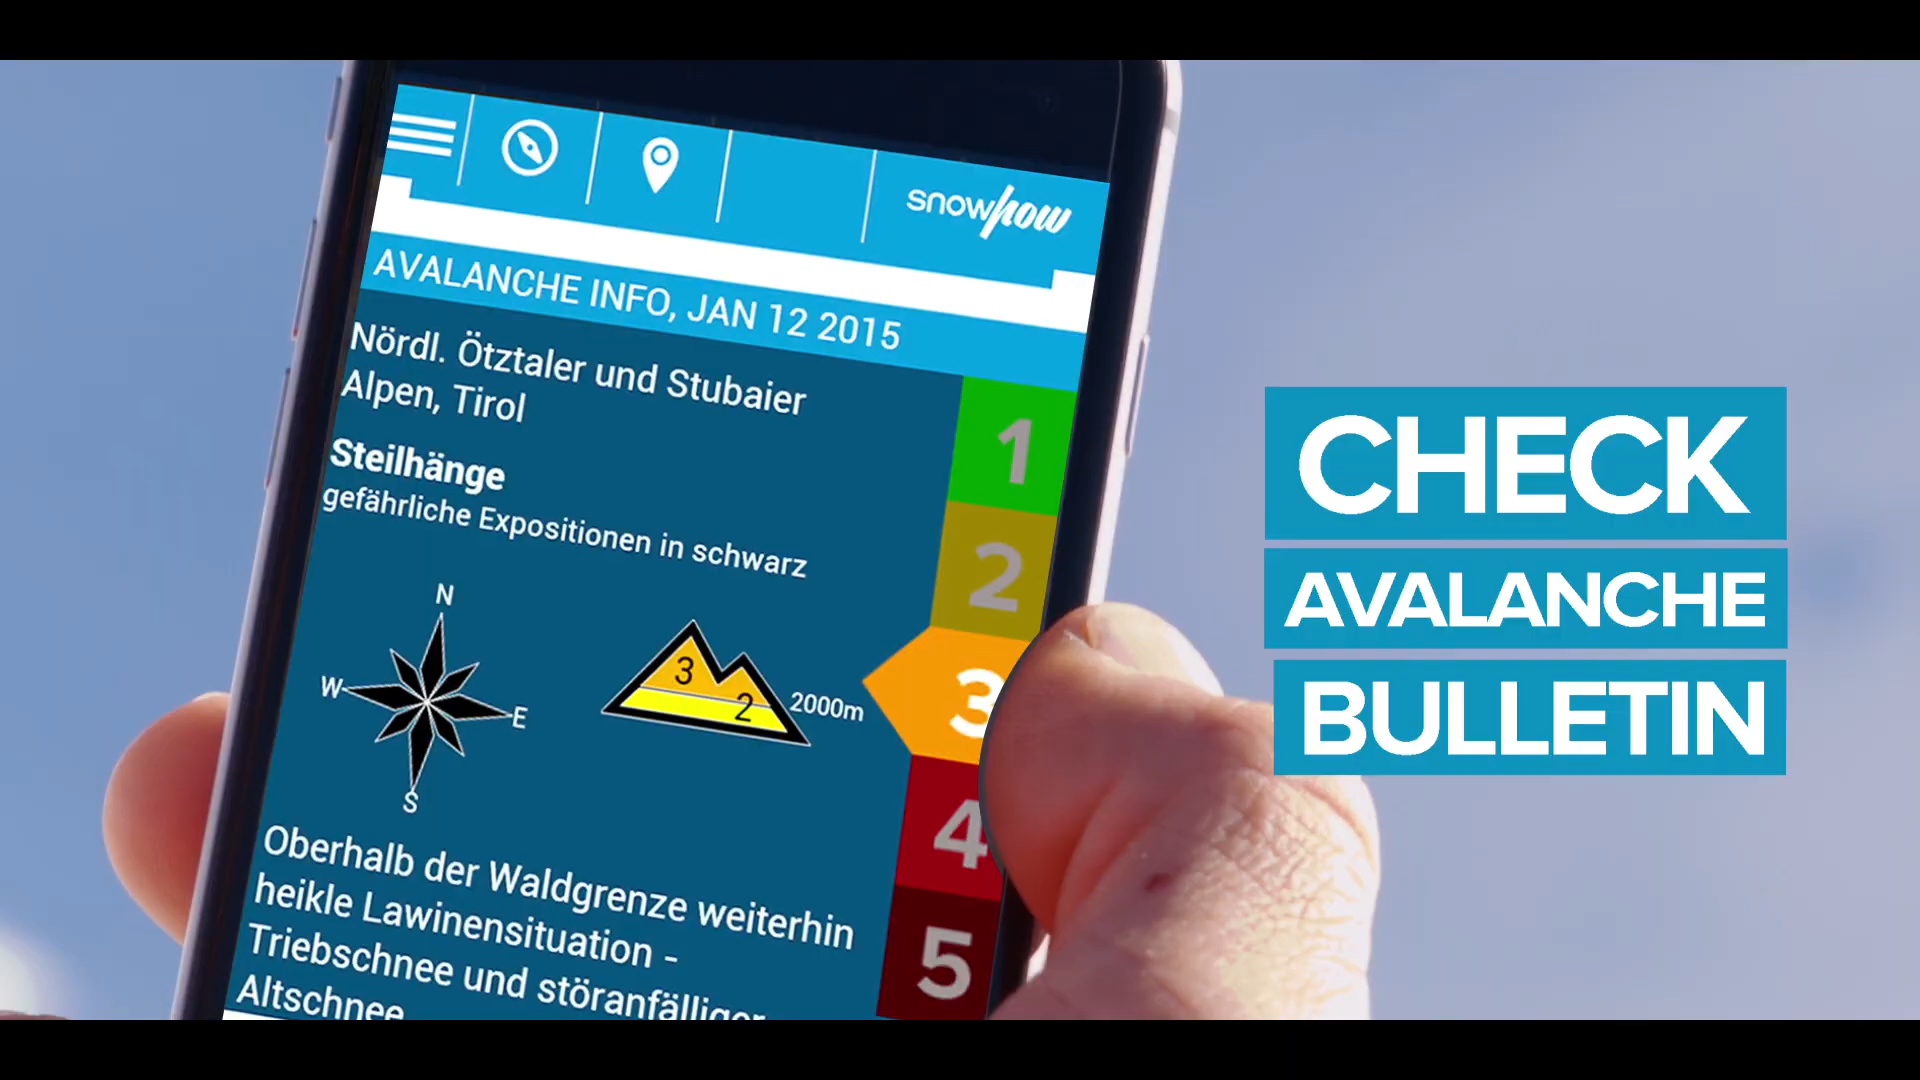 snowhow
AVALANCHE INFO, JAN 12 2015
Nördl. Ötztaler und Stubaier
Alpen, Tirol
Steilhänge
gefährliche Expositionen in schwarz
N
W
E
S
3
2
2000m
1
2
3
4
5
Oberhalb der Waldgrenze weiterhin
heikle Lawinensituation -
Triebschnee und störanfälliger
Altschnee
CHECK
AVALANCHE
BULLETIN